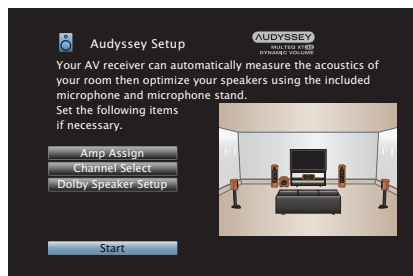 Audyssey Setup
AUDYSSEY
MULTEQ XT32
DYNAMIC VOLUME
Your AV receiver can automatically measure the acoustics of
your room then optimize your speakers using the included
microphone and microphone stand.
Set the following items
if necessary.
Amp Assign
Channel Select
Dolby Speaker Setup
Start